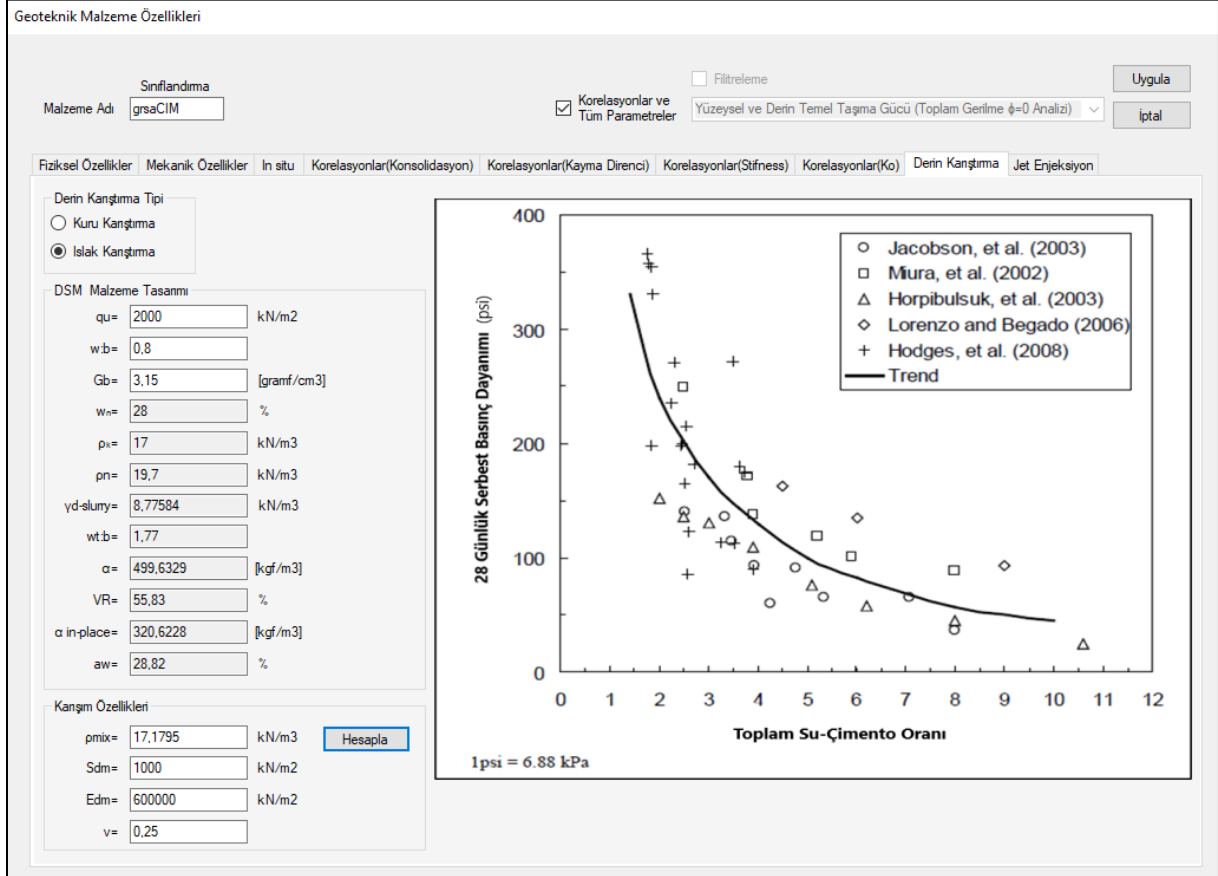 Geoteknik Malzeme Özellikleri
Sınıflandırma
Malzeme Adı grsaCIM
Korelasyonlar ve
Tüm Parametreler
Filitreleme
Yüzeysel ve Derin Temel Taşıma Gücü (Toplam Gerilme ϕ=0 Analizi)
Uygula
İptal
Fiziksel Özellikler Mekanik Özellikler In situ Korelasyonlar(Konsolidasyon) Korelasyonlar(Kayma Direnci) Korelasyonlar(Stifness) Korelasyonlar(Ko) Derin Karıştırma Jet Enjeksiyon
Derin Karıştırma Tipi
Kuru Karıştırma
Islak Karıştırma
DSM Malzeme Tasarımı
qu= 2000 kN/m2
w:b= 0,8
Gb= 3,15 [gramf/cm3]
wn= 28 %
ρk= 17 kN/m3
ρn= 19,7 kN/m3
γd-slurry= 8,77584 kN/m3
wt:b= 1,77
α= 499,6329 [kgf/m3]
VR= 55,83 %
α in-place= 320,6228 [kgf/m3]
aw= 28,82 %
Karışım Özellikleri
ρmix= 17,1795 kN/m3 Hesapla
Sdm= 1000 kN/m2
Edm= 600000 kN/m2
v= 0,25
28 Günlük Serbest Basınç Dayanımı (psi)
400
300
200
100
0
Jacobson, et al. (2003)
Miura, et al. (2002)
Horpibulsuk, et al. (2003)
Lorenzo and Begado (2006)
Hodges, et al. (2008)
Trend
0 1 2 3 4 5 6 7 8 9 10 11 12
Toplam Su-Çimento Oranı
1psi = 6.88 kPa